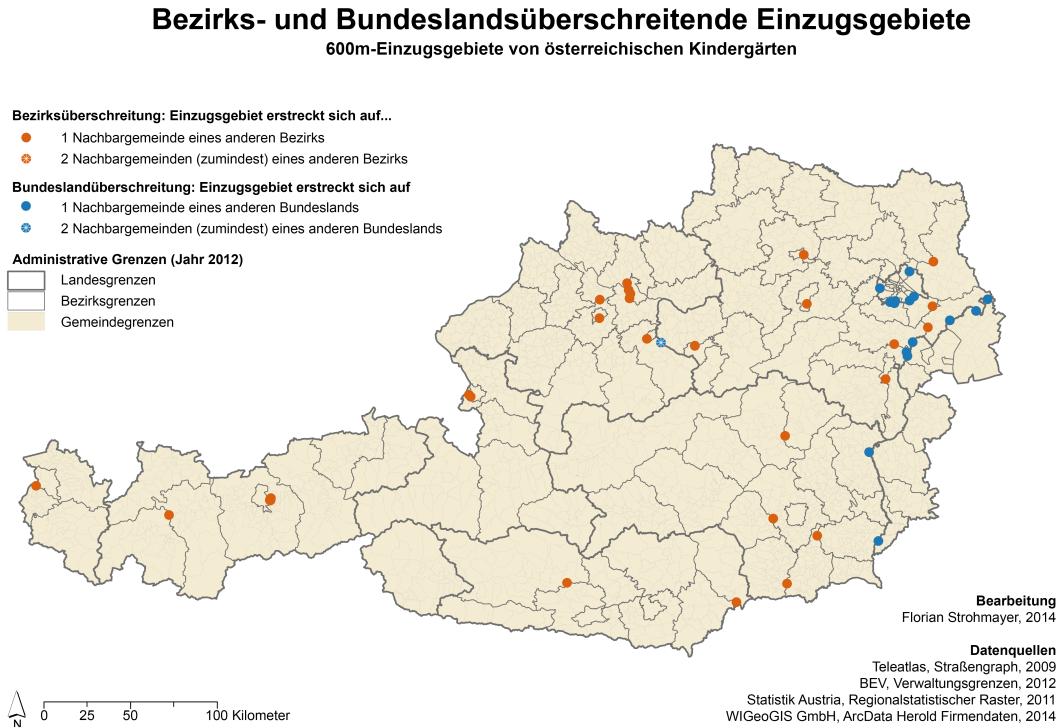 Bezirks- und Bundeslandsüberschreitende Einzugsgebiete
600m-Einzugsgebiete von österreichischen Kindergärten
Bezirksüberschreitung: Einzugsgebiet erstreckt sich auf...
1 Nachbargemeinde eines anderen Bezirks
2 Nachbargemeinden (zumindest) eines anderen Bezirks
Bundeslandüberschreitung: Einzugsgebiet erstreckt sich auf
1 Nachbargemeinde eines anderen Bundeslands
2 Nachbargemeinden (zumindest) eines anderen Bundeslands
Administrative Grenzen (Jahr 2012)
Landesgrenzen
Bezirksgrenzen
Gemeindegrenzen
Bearbeitung
Florian Strohmayer, 2014
Datenquellen
Teleatlas, Straßengraph, 2009
BEV, Verwaltungsgrenzen, 2012
Statistik Austria, Regionalstatistischer Raster, 2011
WIGeoGIS GmbH, ArcData Herold Firmendaten, 2014
N
0 25 50 100 Kilometer